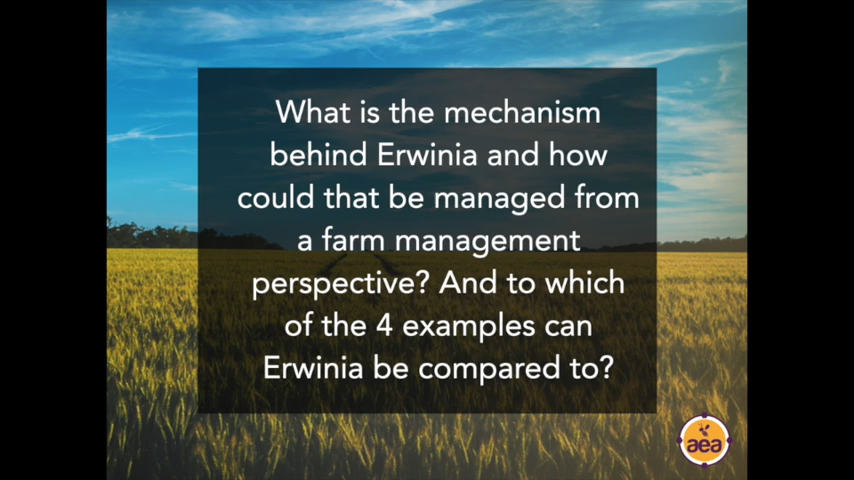 What is the mechanism
behind Erwinia and how
could that be managed from
a farm management
perspective? And to which
of the 4 examples can
Erwinia be compared to?
aea